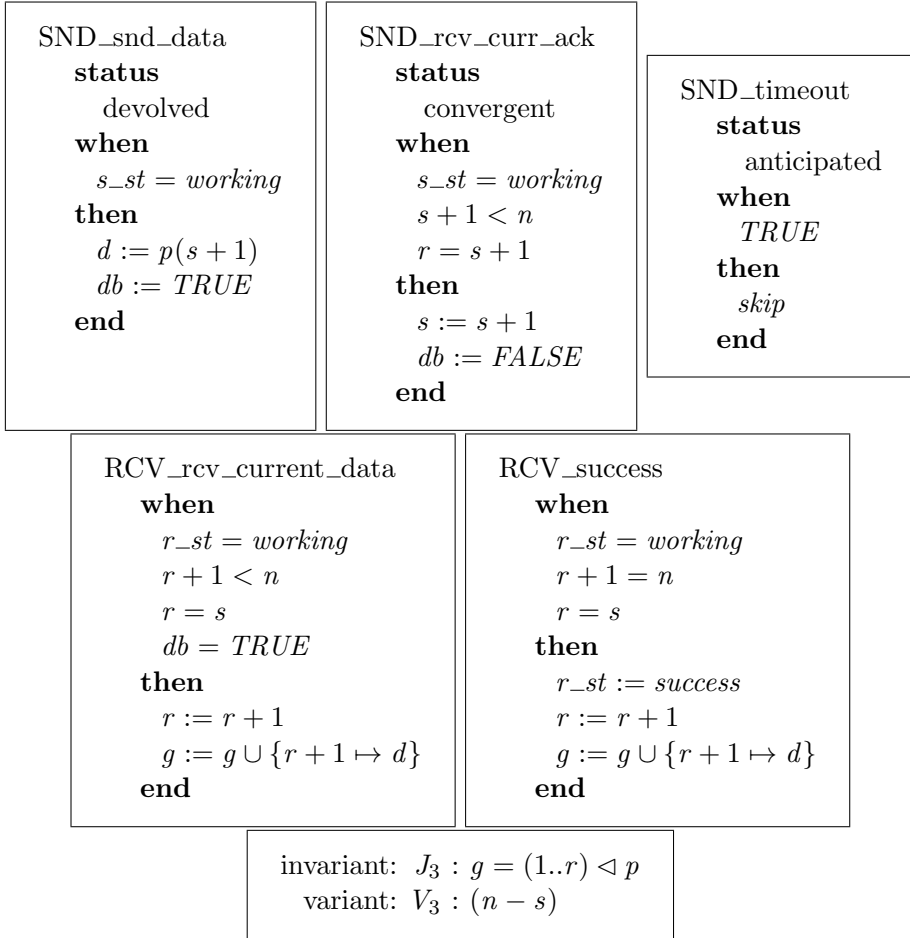 SND_snd_data
status
devolved
when
s_st = working
then
d := p(s + 1)
db := TRUE
end
SND_rcv_curr_ack
status
convergent
when
s_st = working
s + 1 < n
r = s + 1
then
s := s + 1
db := FALSE
end
SND_timeout
status
anticipated
when
TRUE
then
skip
end
RCV_rcv_current_data
when
r_st = working
r + 1 < n
r = s
db = TRUE
then
r := r + 1
g := g ∪ {r + 1 ↦ d}
end
RCV_success
when
r_st = working
r + 1 = n
r = s
then
r_st := success
r := r + 1
g := g ∪ {r + 1 ↦ d}
end
invariant: J₃ : g = (1..r) ◁ p
variant: V₃ : (n − s)